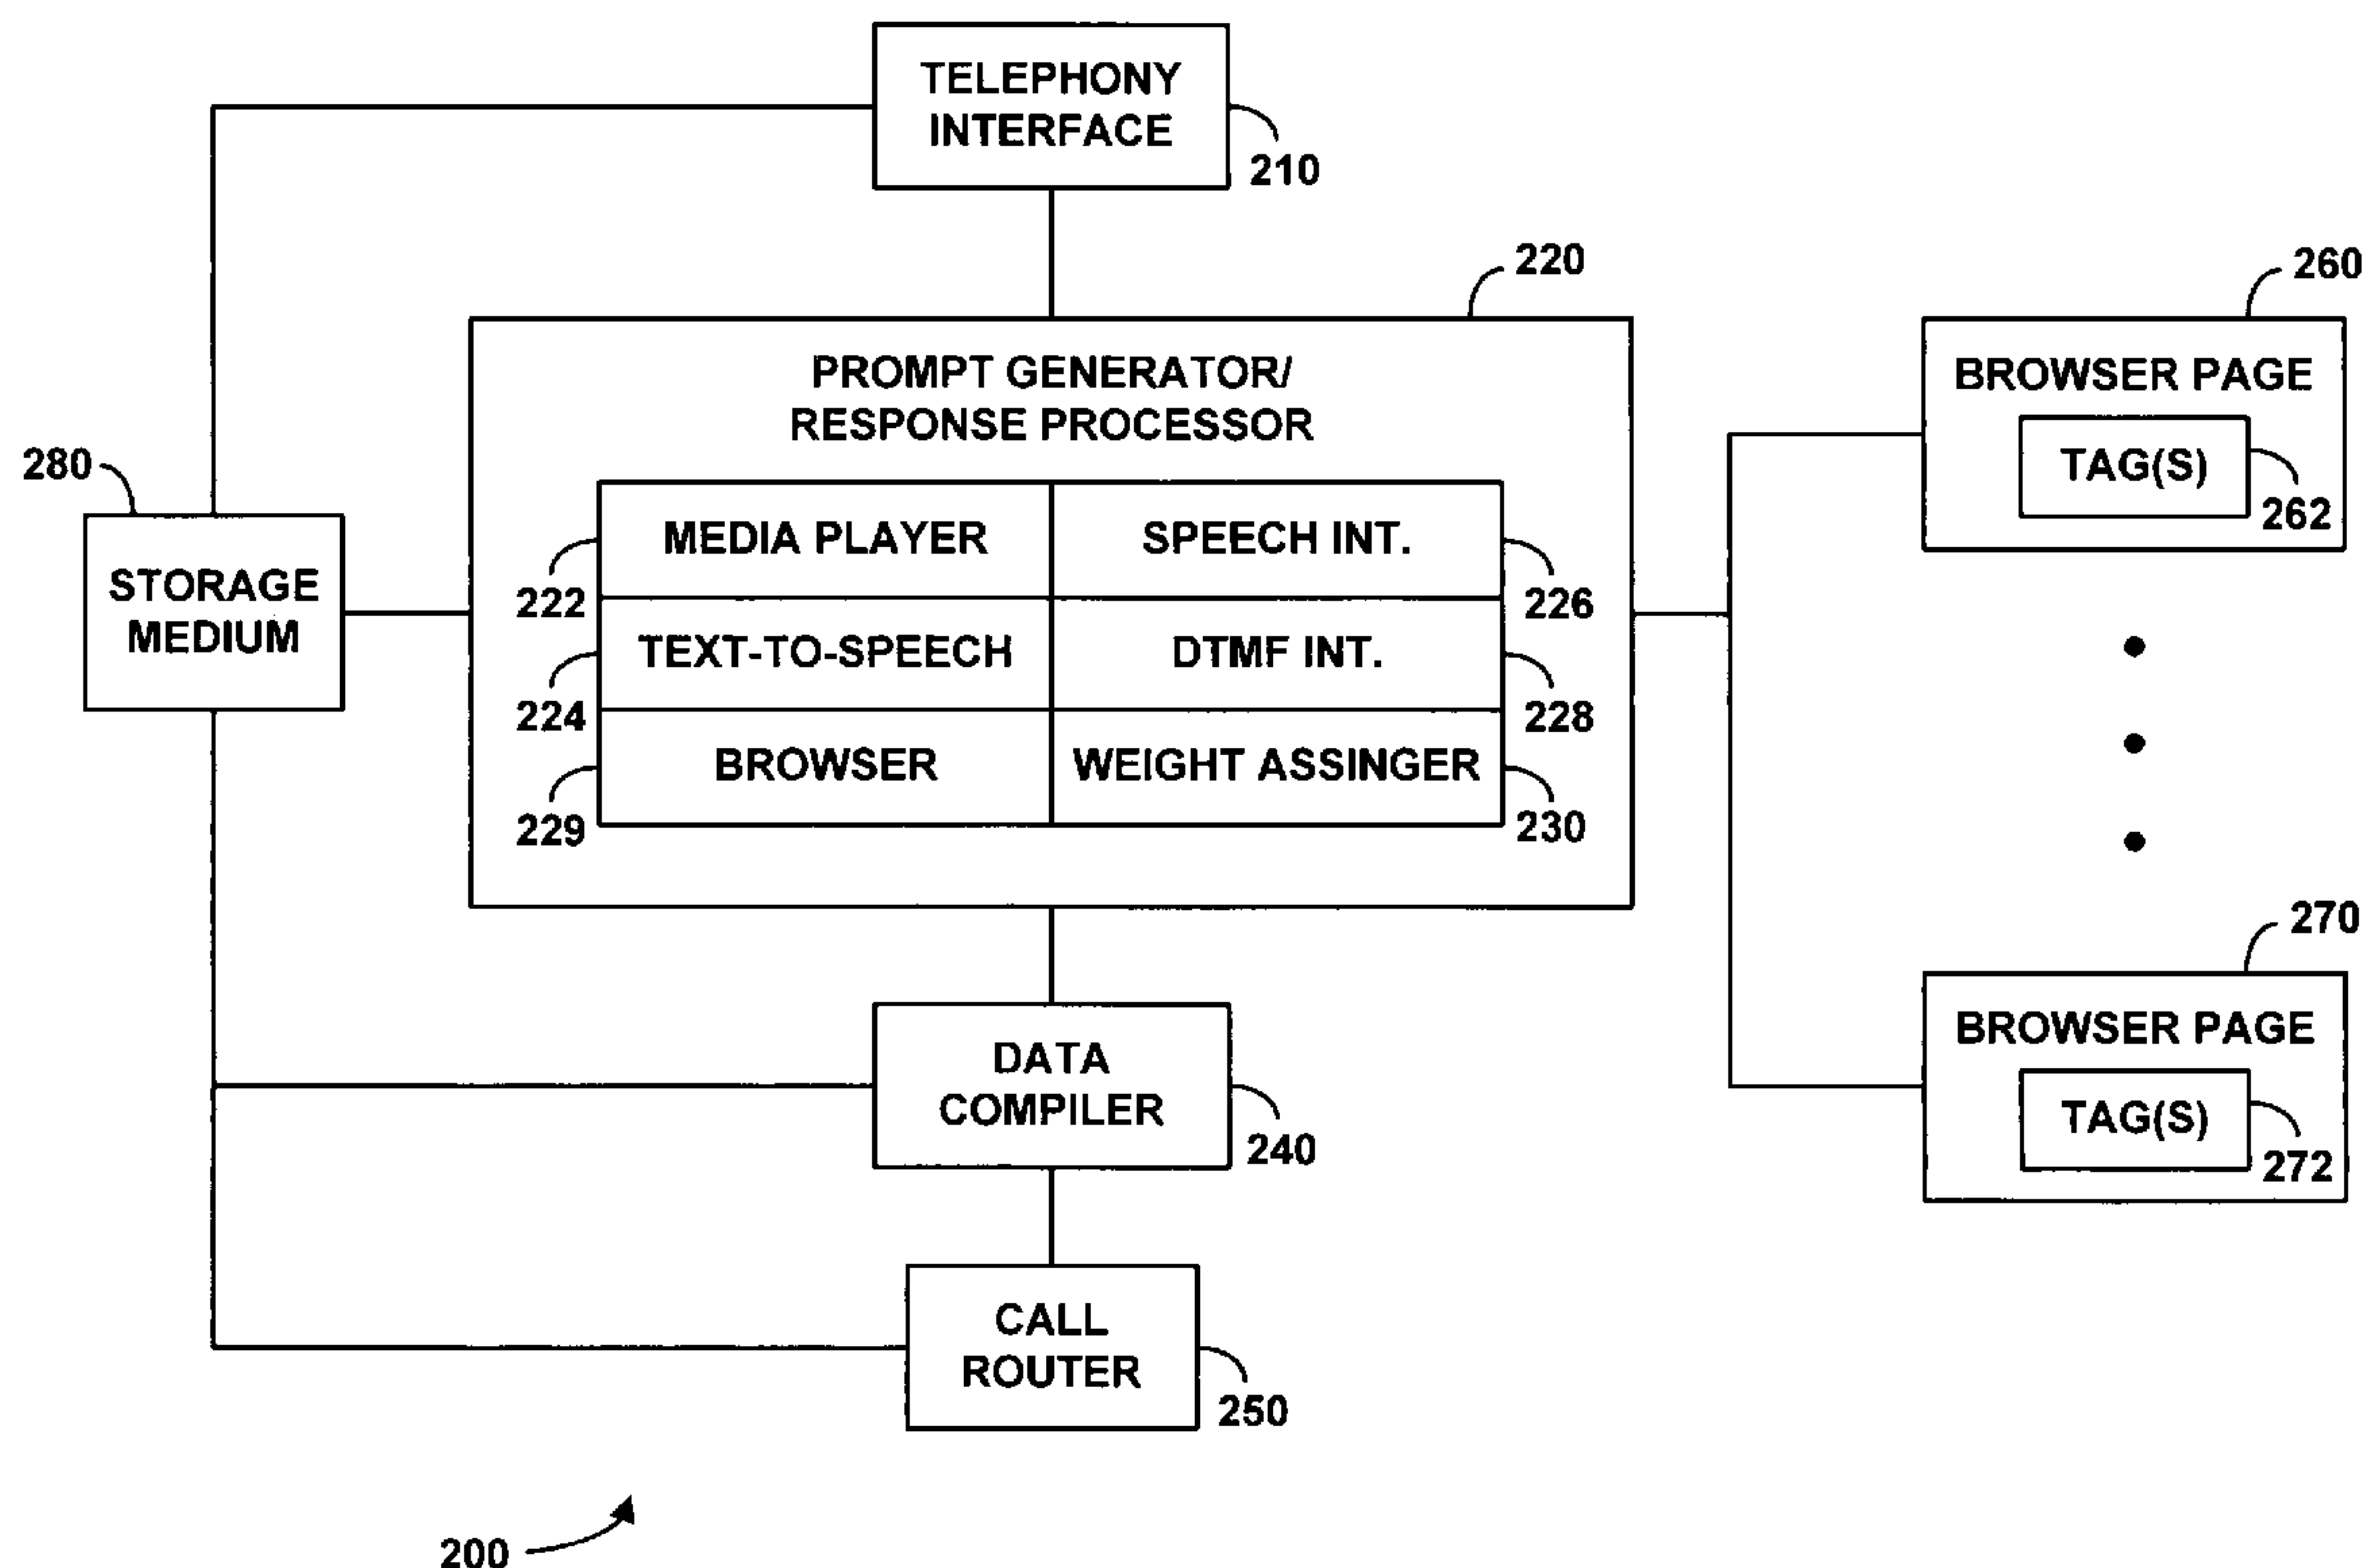 TELEPHONY
INTERFACE
210
220
260
PROMPT GENERATOR/
RESPONSE PROCESSOR
BROWSER PAGE
TAG(S)
262
280
STORAGE
MEDIUM
MEDIA PLAYER
SPEECH INT.
222
226
TEXT-TO-SPEECH
DTMF INT.
224
228
BROWSER
WEIGHT ASSINGER
229
230
270
BROWSER PAGE
TAG(S)
272
DATA
COMPILER
240
CALL
ROUTER
250
200